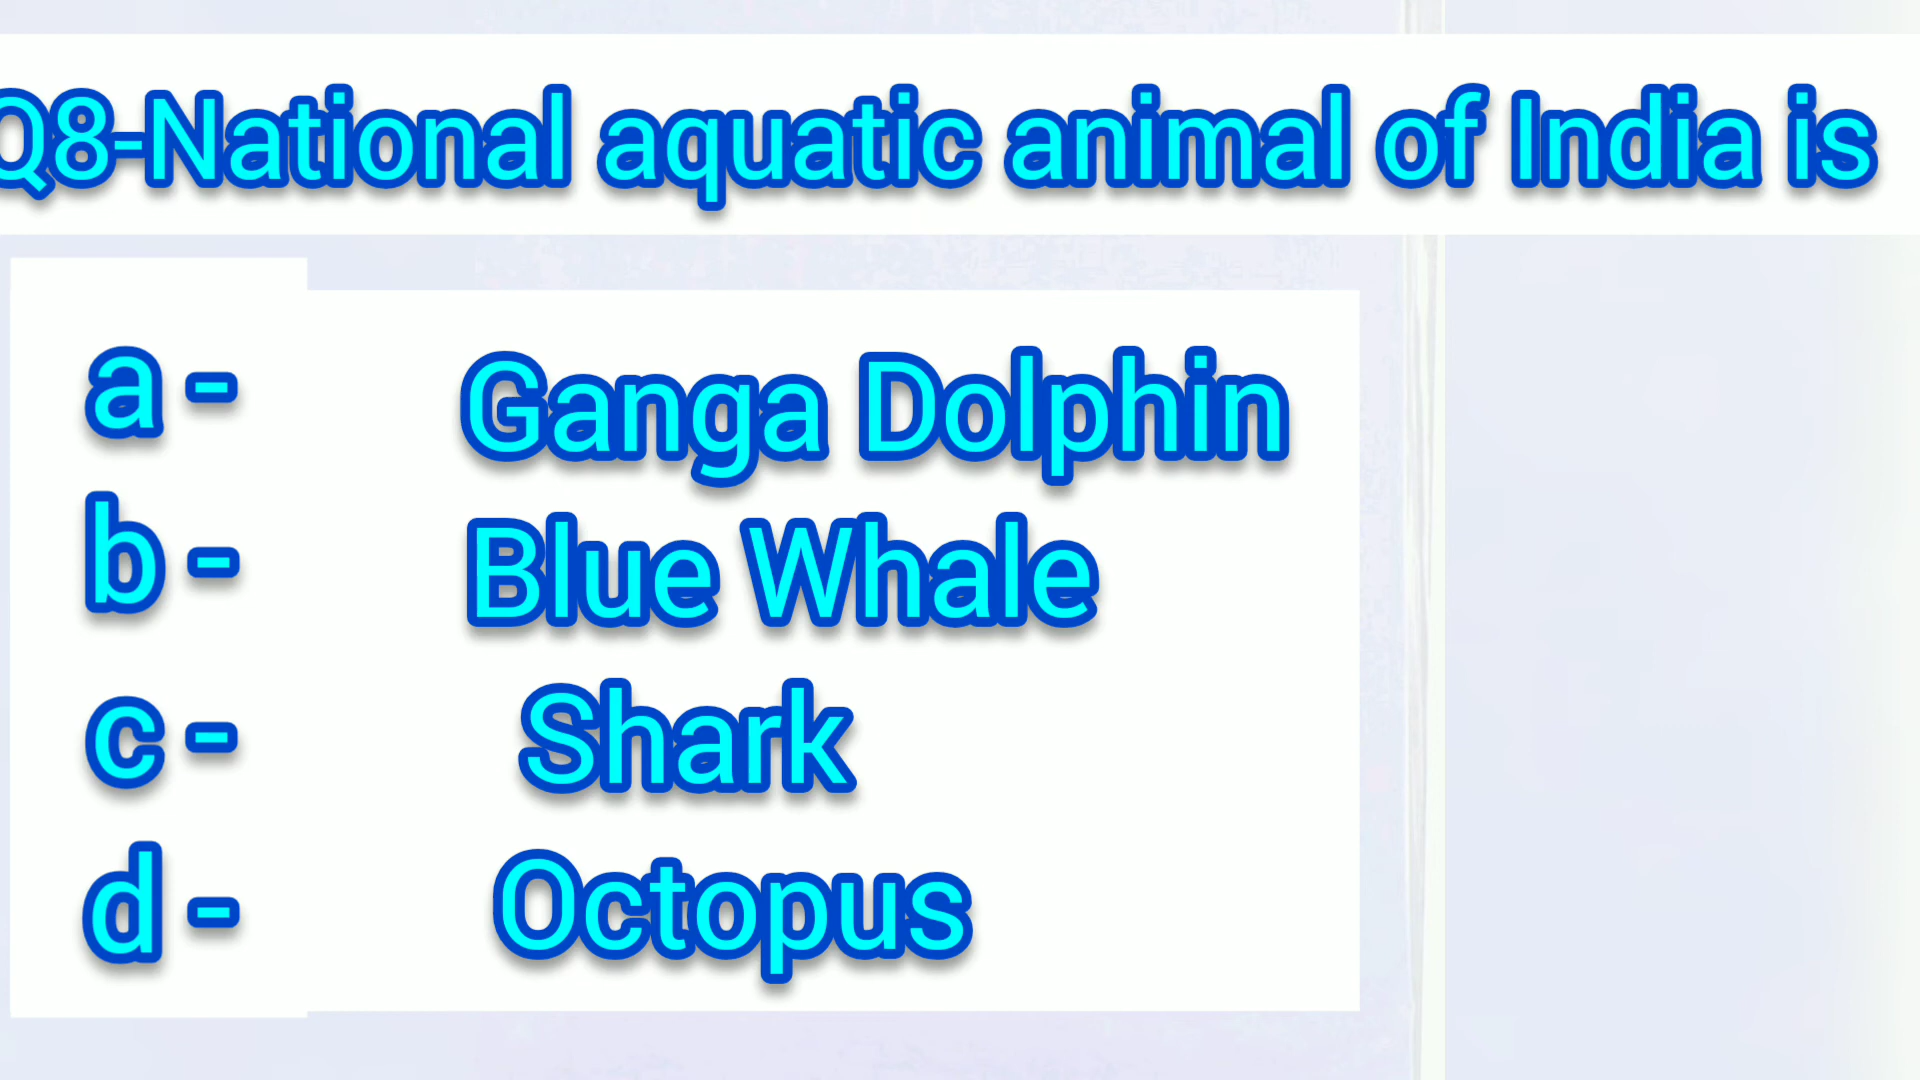 Q8-National aquatic animal of India is
a - Ganga Dolphin
b - Blue Whale
c - Shark
d - Octopus